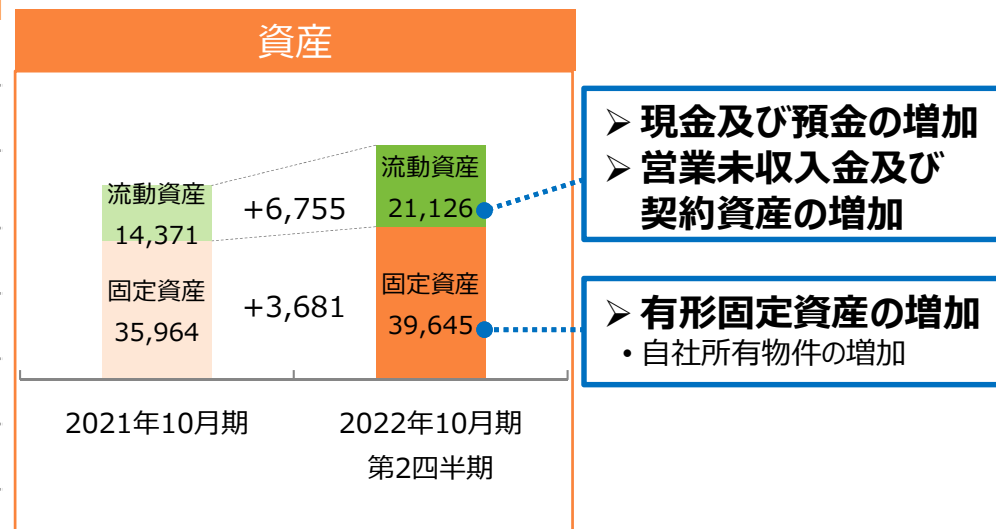 資産
流動資産
14,371
固定資産
35,964
+6,755
+3,681
流動資産
21,126
固定資産
39,645
2021年10月期
2022年10月期
第2四半期
➢ 現金及び預金の増加
➢ 営業未収入金及び
契約資産の増加
➢ 有形固定資産の増加
・自社所有物件の増加